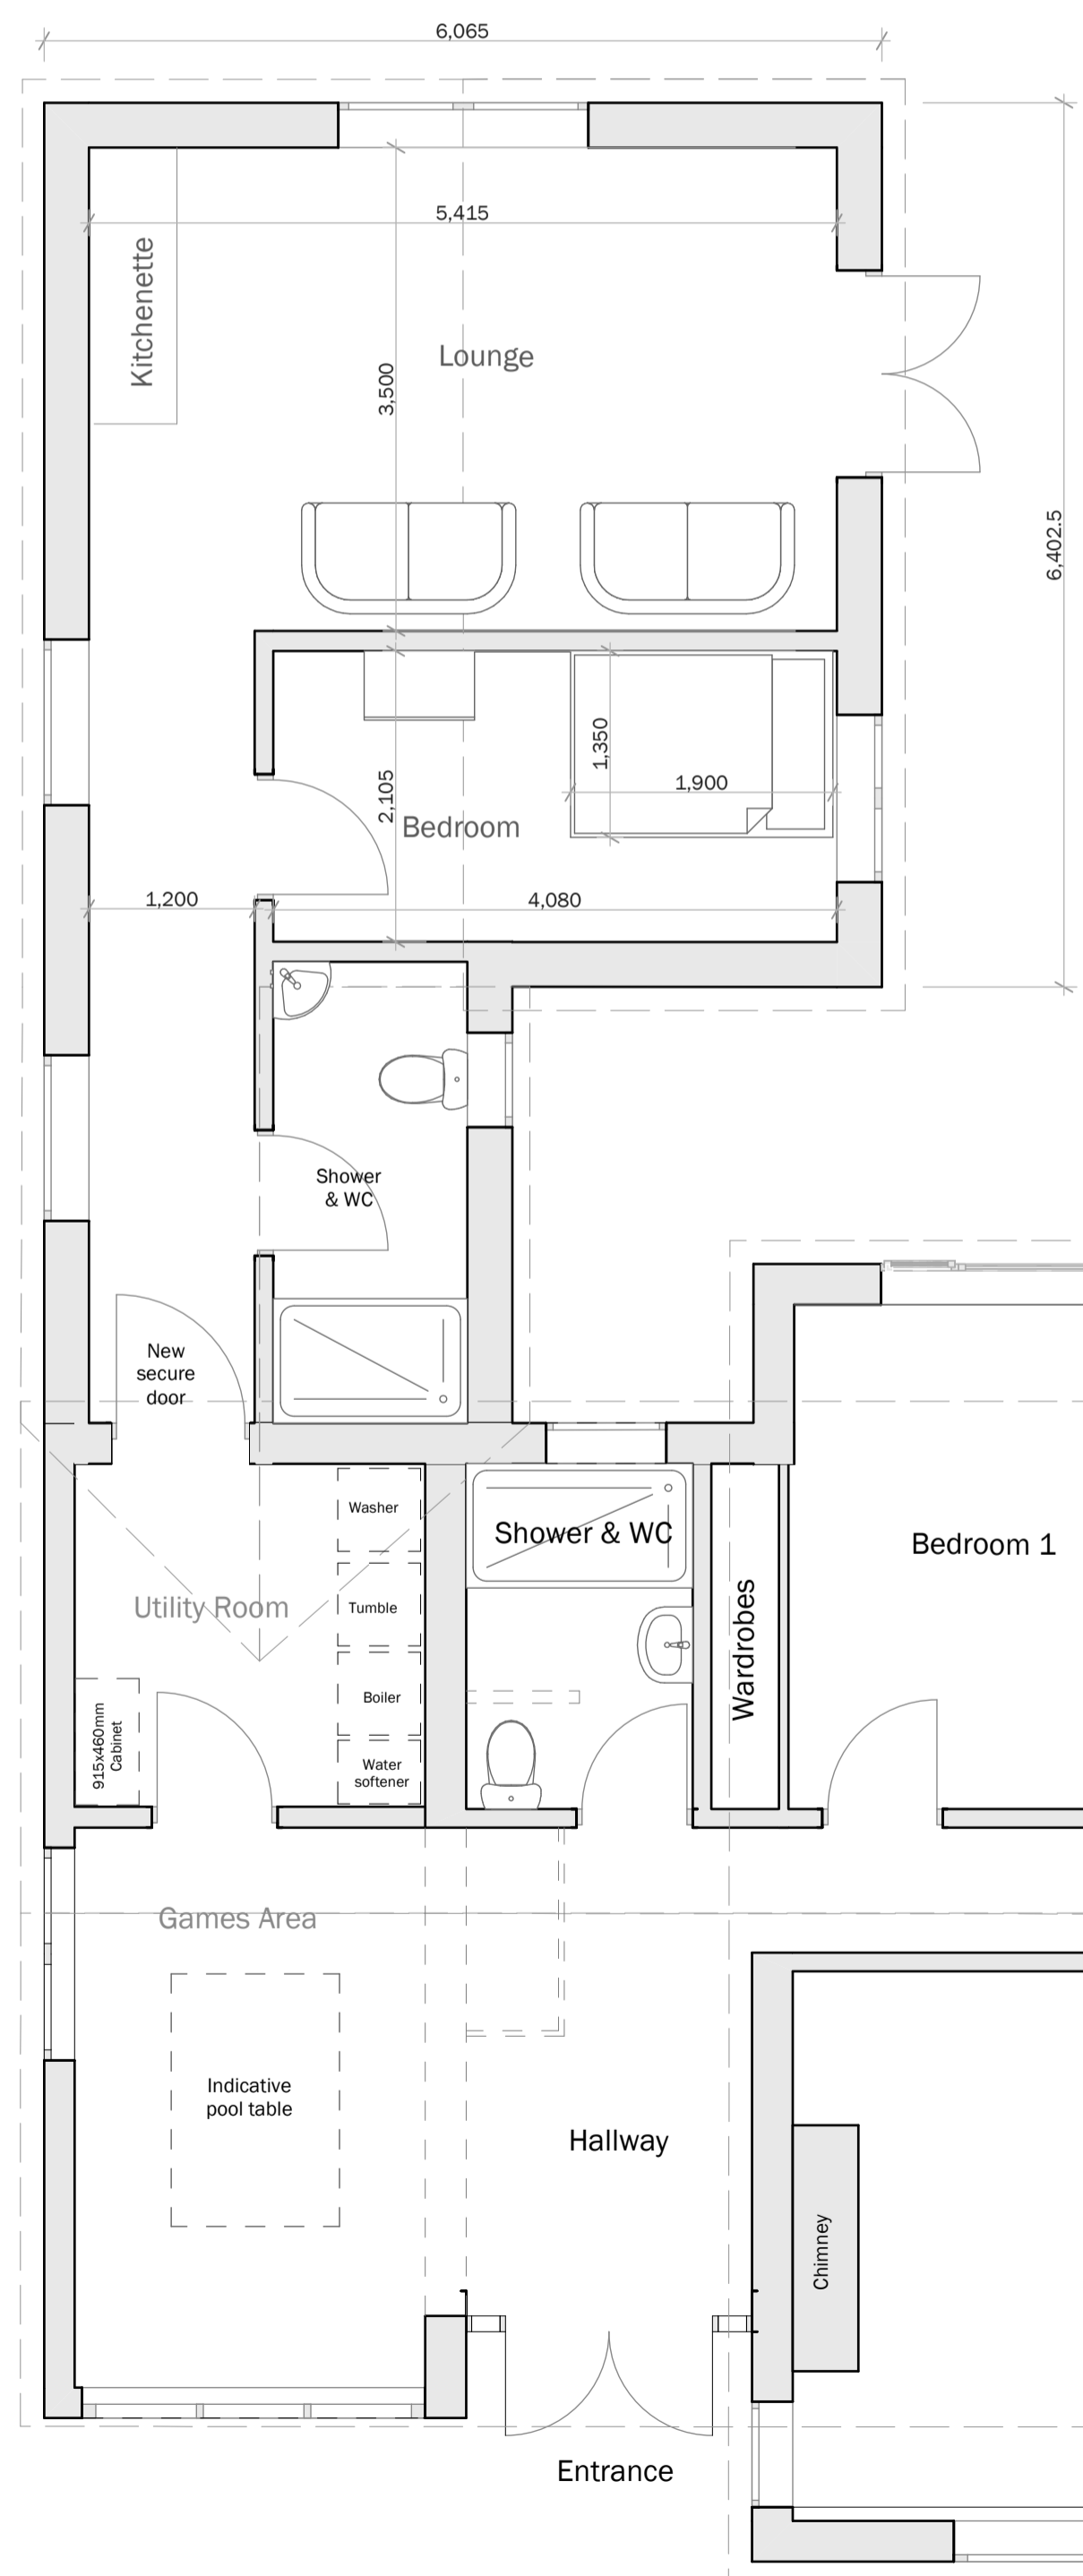 6,065
5,415
Kitchenette
Lounge
3,500
6,402.5
1,350
1,900
2,105
Bedroom
1,200
4,080
Shower
& WC
New
secure
door
Washer
Shower & WC
Bedroom 1
Utility Room
Tumble
Wardrobes
Boiler
915x460mm
Cabinet
Water
softener
Games Area
Indicative
pool table
Hallway
Chimney
Entrance